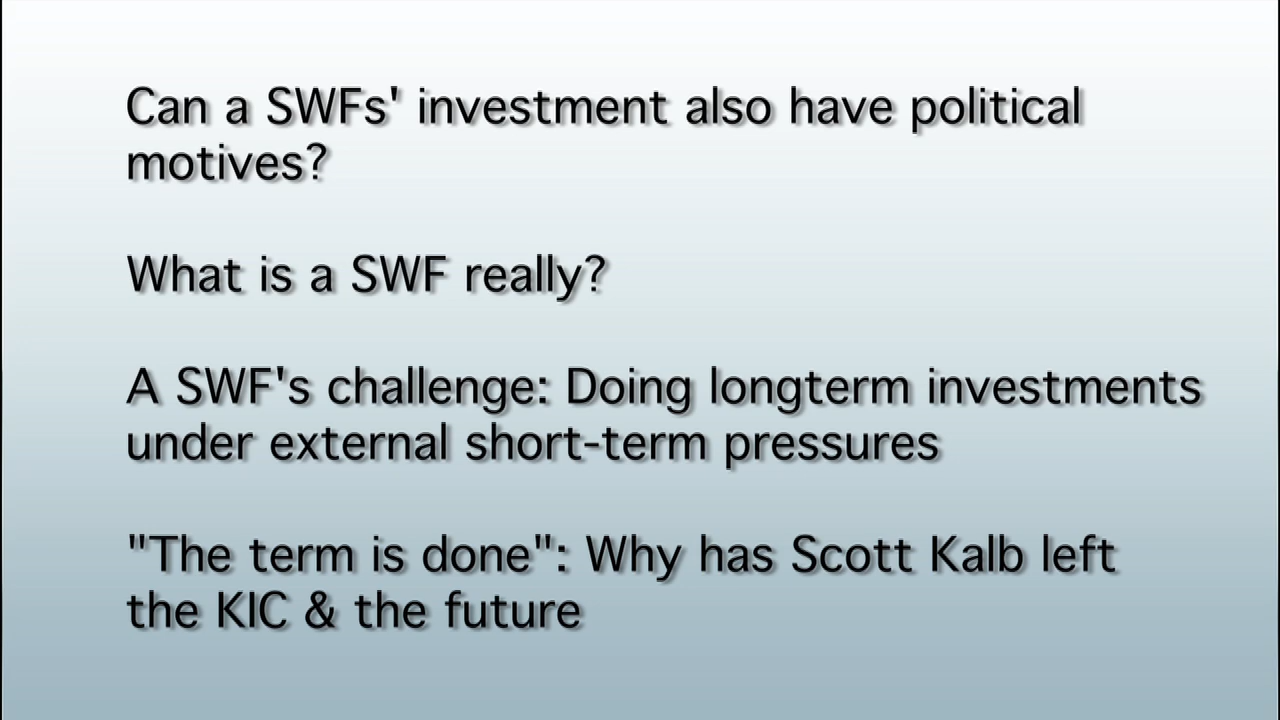 Can a SWFs' investment also have political
motives?
What is a SWF really?
A SWF's challenge: Doing longterm investments
under external short-term pressures
"The term is done": Why has Scott Kalb left
the KIC & the future